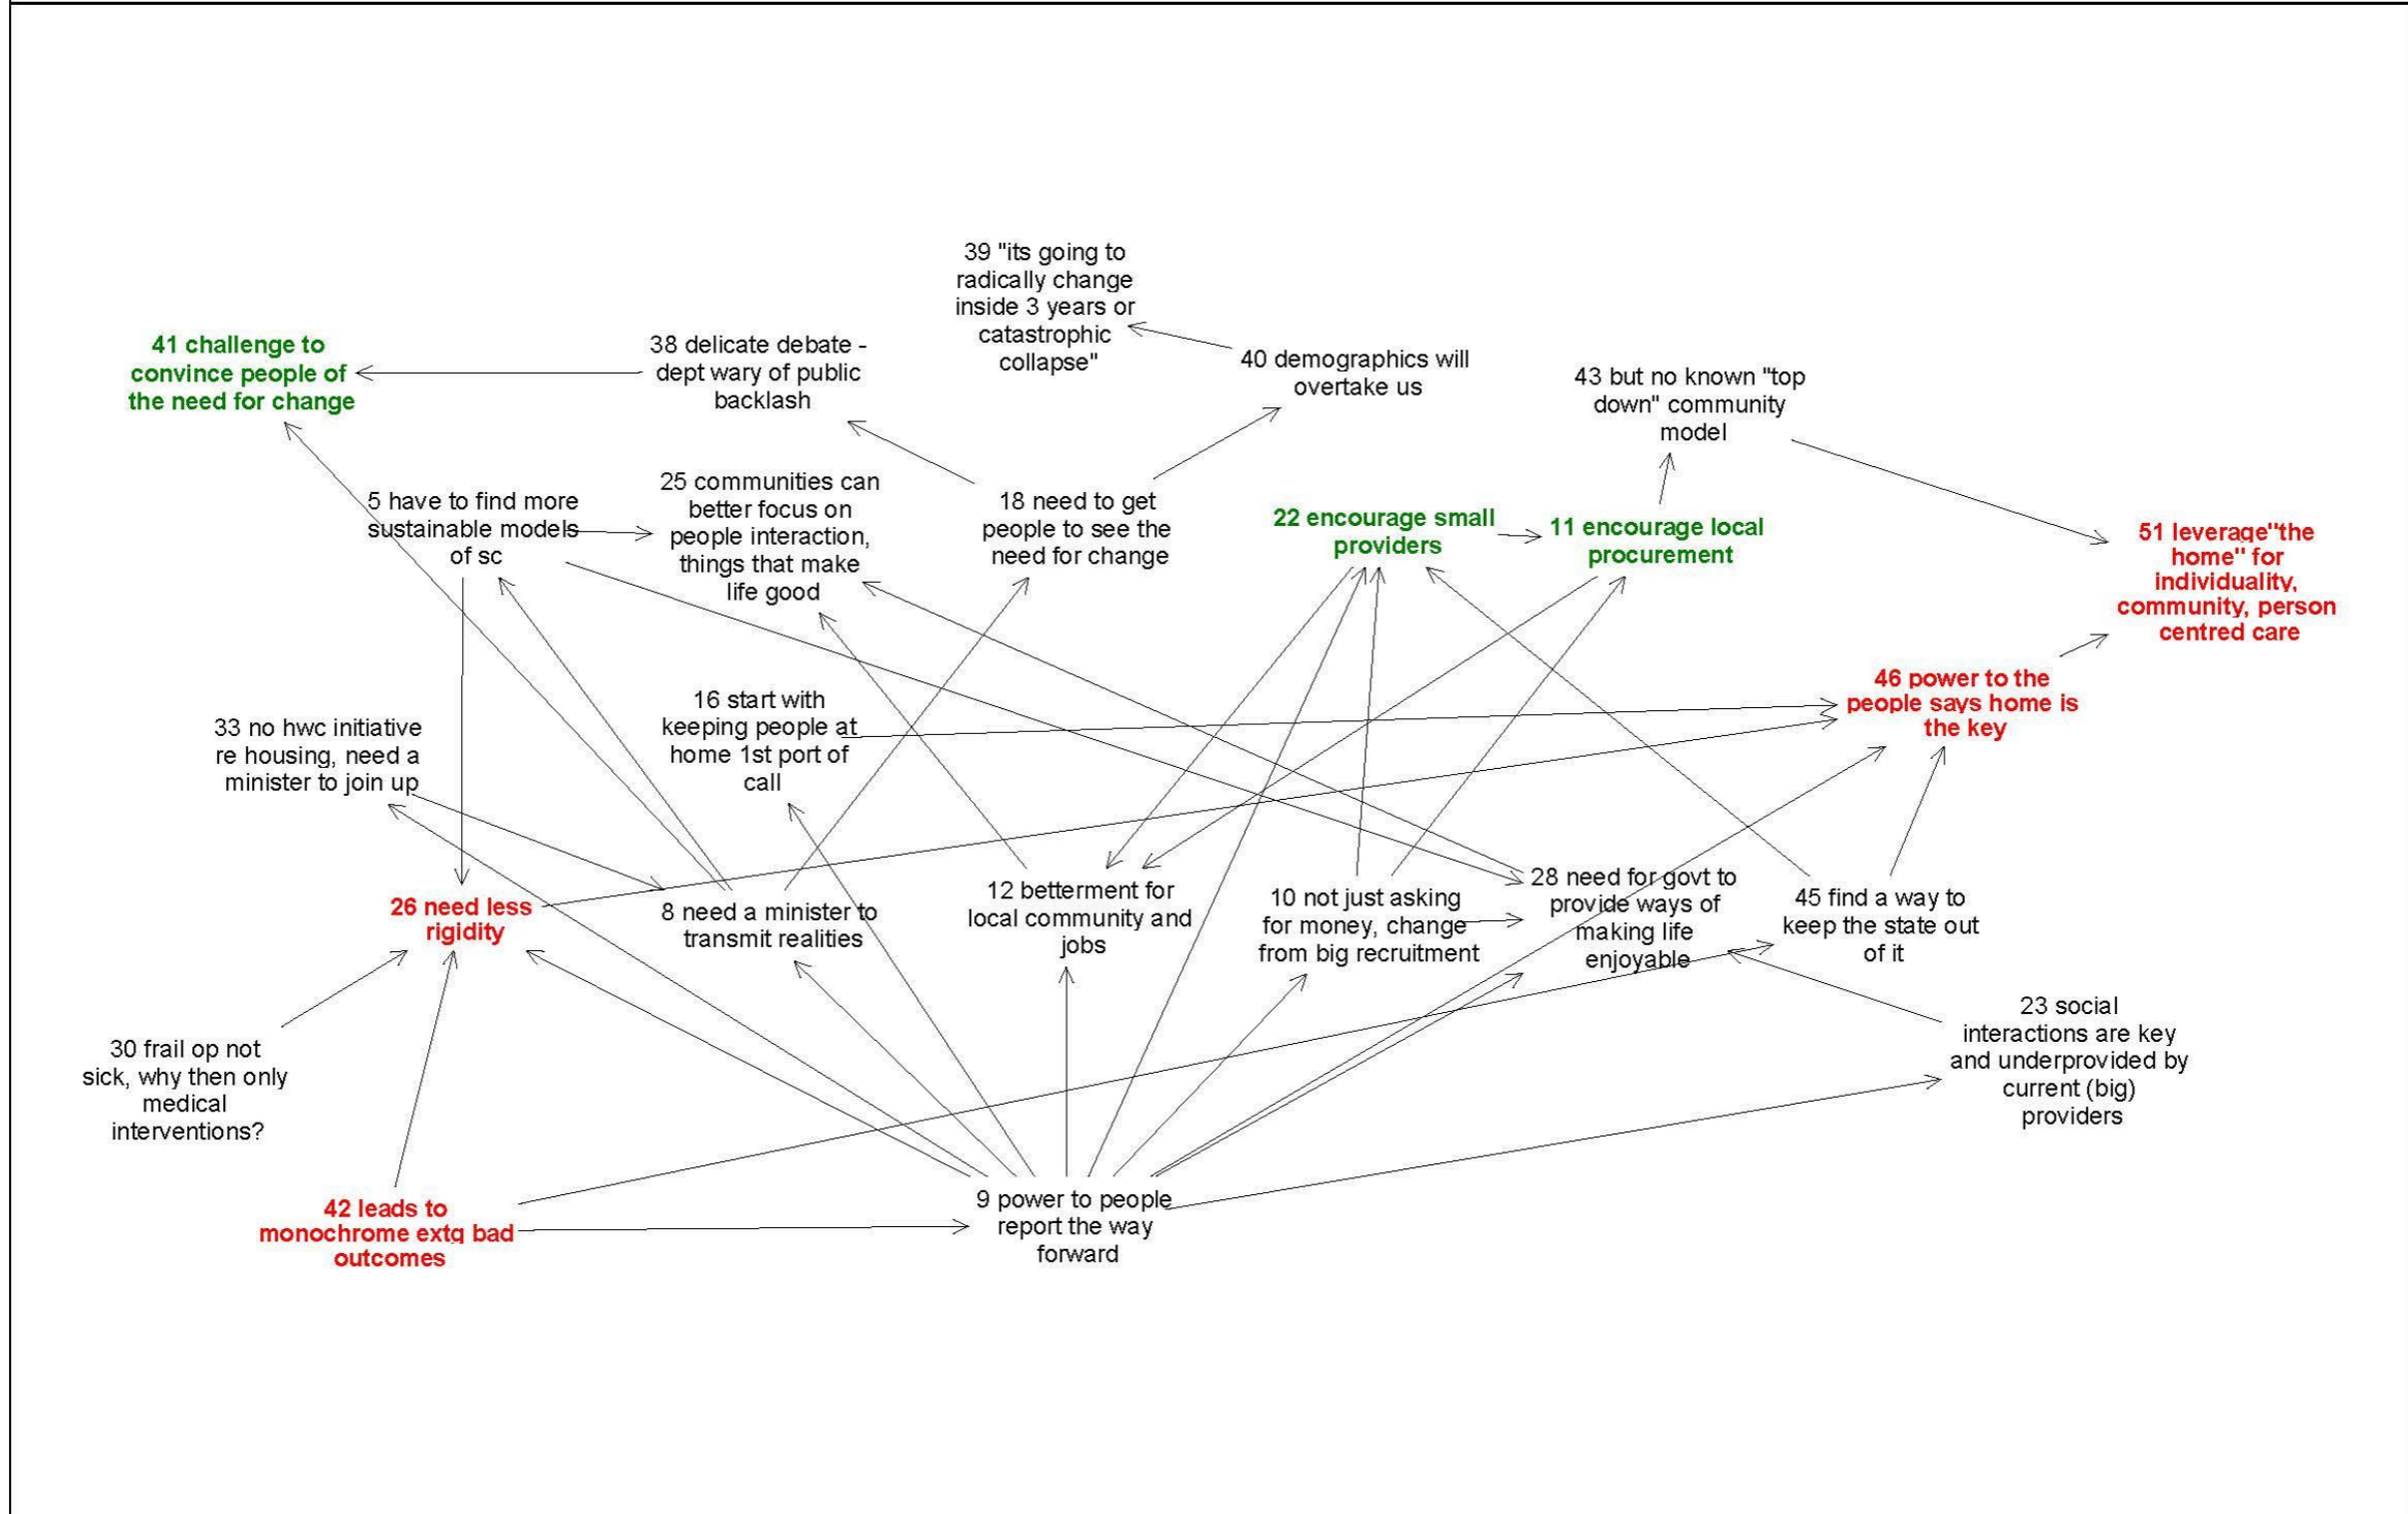 39 "its going to
radically change
inside 3 years or
catastrophic
collapse"
41 challenge to
convince people of
the need for change
38 delicate debate -
dept wary of public
backlash
40 demographics will
overtake us
43 but no known "top
down" community
model
5 have to find more
sustainable models
of sc
25 communities can
better focus on
people interaction,
things that make
life good
18 need to get
people to see the
need for change
22 encourage small
providers
11 encourage local
procurement
51 leverage"the
home" for
individuality,
community, person
centred care
46 power to the
people says home is
the key
16 start with
keeping people at
home 1st port of
call
33 no hwc initiative
re housing, need a
minister to join up
26 need less
rigidity
8 need a minister to
transmit realities
12 betterment for
local community and
jobs
10 not just asking
for money, change
from big recruitment
28 need for govt to
provide ways of
making life
enjoyable
45 find a way to
keep the state out
of it
23 social
interactions are key
and underprovided by
current (big)
providers
30 frail op not
sick, why then only
medical
interventions?
42 leads to
monochrome extg bad
outcomes
9 power to people
report the way
forward